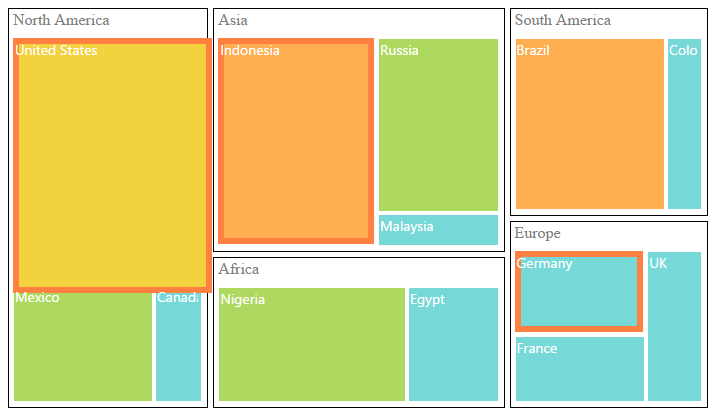 North America
United States
Mexico
Canada
Asia
Indonesia
Russia
Malaysia
Africa
Nigeria
Egypt
South America
Brazil
Colo
Europe
Germany
UK
France